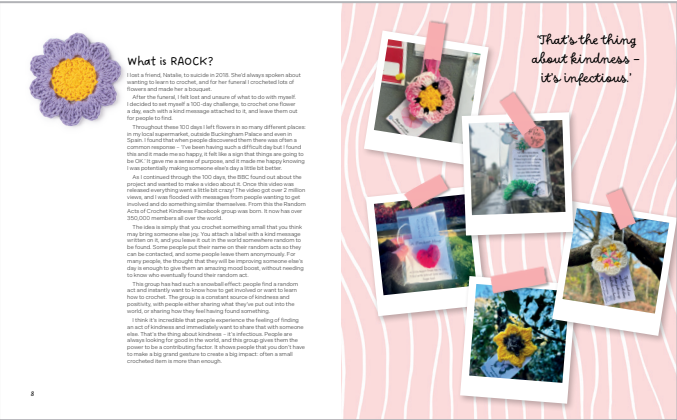 What is RAOCK?
I lost a friend, Natalie, to suicide in 2018. She'd always spoken about
wanting to learn to crochet, and for her funeral I crocheted lots of
flowers and made her a bouquet.
After the funeral, I felt lost and unsure of what to do with myself.
I decided to set myself a 100-day challenge, to crochet one flower
a day, each with a kind message attached to it, and leave them out
for people to find.
Throughout these 100 days I left flowers in so many different places:
in my local supermarket, outside Buckingham Palace and even in
Spain. I found that when people discovered them there was often a
common response – 'I've been having such a difficult day but I found
this and it made me so happy, it felt like a sign that things are going to
be OK.' It gave me a sense of purpose, and it made me happy knowing
I was potentially making someone else's day a little bit better.
As I continued through the 100 days, the BBC found out about the
project and wanted to make a video about it. Once this video was
released everything went a little bit crazy! The video got over 2 million
views, and I was flooded with messages from people wanting to get
involved and do something similar themselves. From this the Random
Acts of Crochet Kindness Facebook group was born. It now has over
350,000 members all over the world.
The idea is simply that you crochet something small that you think
may bring someone else joy. You attach a label with a kind message
written on it, and you leave it out in the world somewhere random to
be found. Some people put their name on their random acts so they
can be contacted, and some people leave them anonymously. For
many people, the thought that they will be improving someone else's
day is enough to give them an amazing mood boost, without needing
to know who eventually found their random act.
This group has had such a snowball effect: people find a random
act and instantly want to know how to get involved or want to learn
how to crochet. The group is a constant source of kindness and
positivity, with people either sharing what they've put out into the
world, or sharing how they feel having found something.
I think it's incredible that people experience the feeling of finding
an act of kindness and immediately want to share that with someone
else. That's the thing about kindness – it's infectious. People are
always looking for good in the world, and this group gives them the
power to be a contributing factor. It shows people that you don't have
to make a big grand gesture to create a big impact: often a small
crocheted item is more than enough.
8
'That's the thing
about kindness –
it's infectious.'